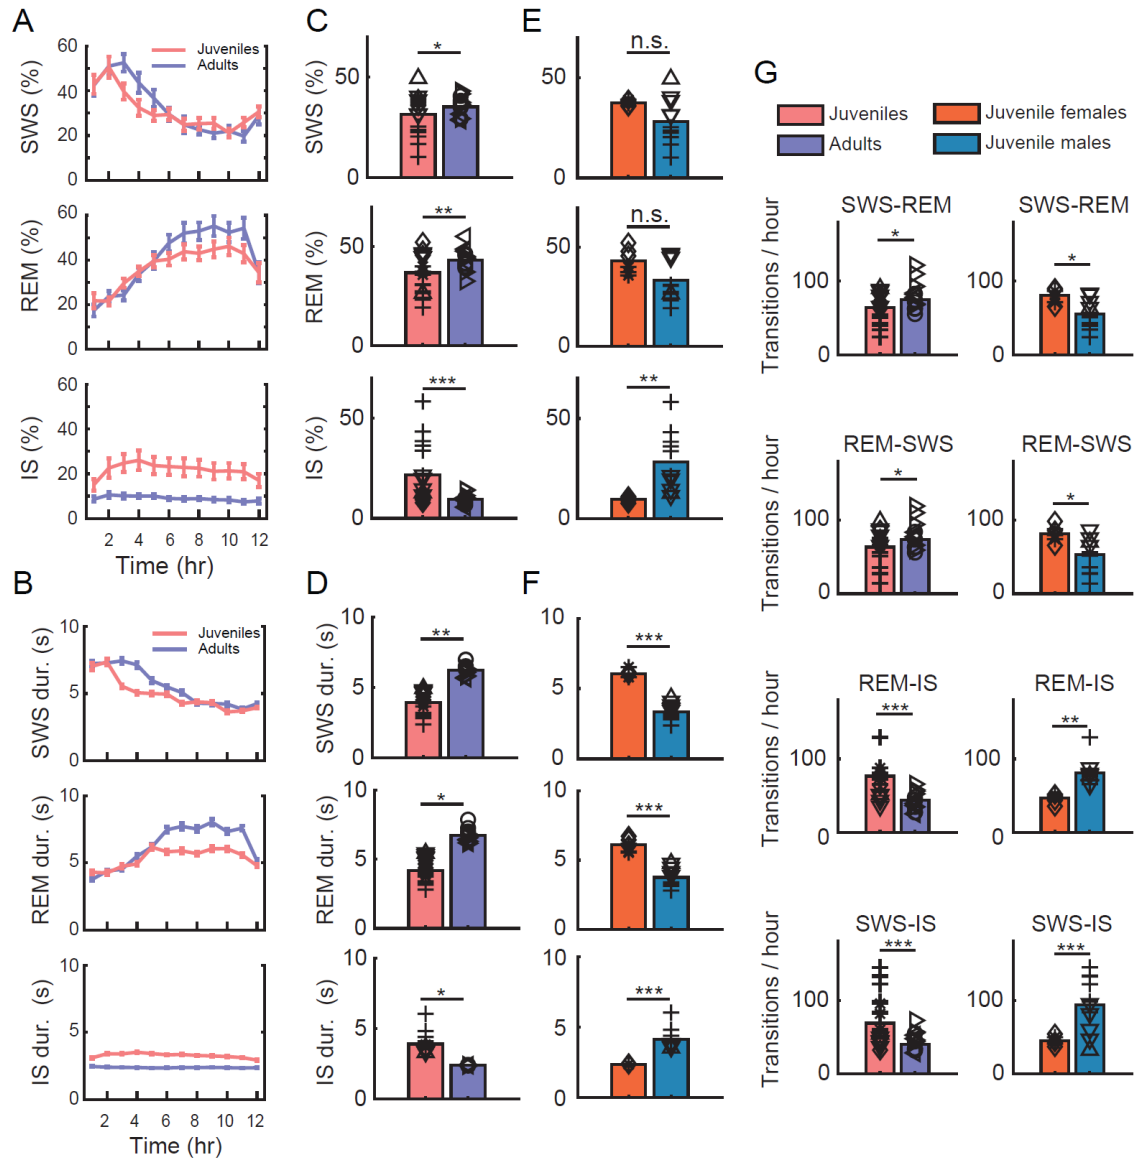 A
C
E
G
SWS (%)
60
40
20
0
Juveniles
Adults
SWS (%)
50
0
*
SWS (%)
50
0
n.s.
REM (%)
60
40
20
0
REM (%)
50
0
**
50
0
n.s.
IS (%)
60
40
20
0
2 4 6 8 10 12
Time (hr)
IS (%)
50
0
***
50
0
**
B
D
F
SWS dur. (s)
10
5
0
Juveniles
Adults
SWS dur. (s)
10
5
0
**
10
5
0
***
REM dur. (s)
10
5
0
REM dur. (s)
10
5
0
*
10
5
0
***
IS dur. (s)
10
5
0
2 4 6 8 10 12
Time (hr)
IS dur. (s)
10
5
0
*
10
5
0
***
Juveniles
Juvenile females
Adults
Juvenile males
SWS-REM
SWS-REM
Transitions / hour
100
0
*
100
0
*
REM-SWS
REM-SWS
Transitions / hour
100
0
*
100
0
*
REM-IS
REM-IS
Transitions / hour
100
0
***
100
0
**
SWS-IS
SWS-IS
Transitions / hour
100
0
***
100
0
***